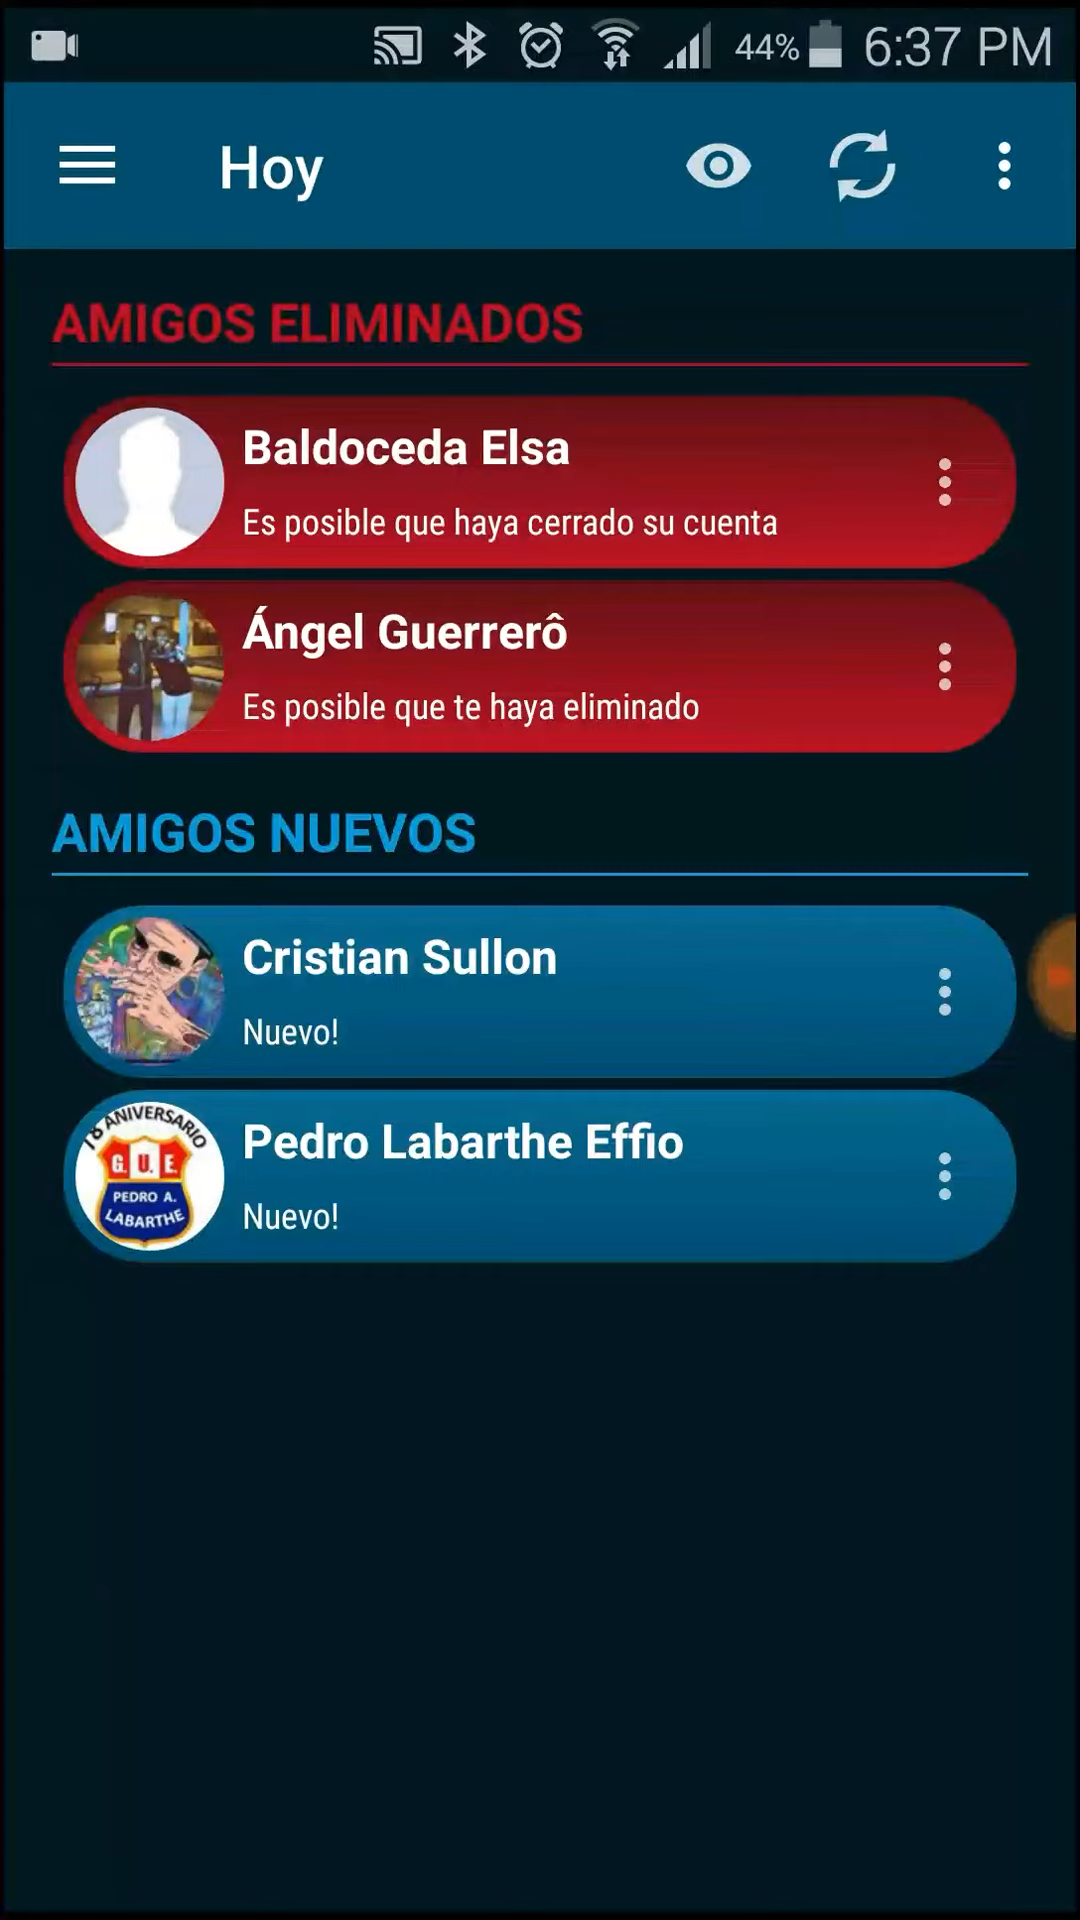 44% 6:37 PM
Hoy
AMIGOS ELIMINADOS
Baldoceda Elsa
Es posible que haya cerrado su cuenta
Ángel Guerrerô
Es posible que te haya eliminado
AMIGOS NUEVOS
Cristian Sullon
Nuevo!
78 ANIVERSARIO
G. U. E.
PEDRO A.
LABARTHE
Pedro Labarthe Effio
Nuevo!